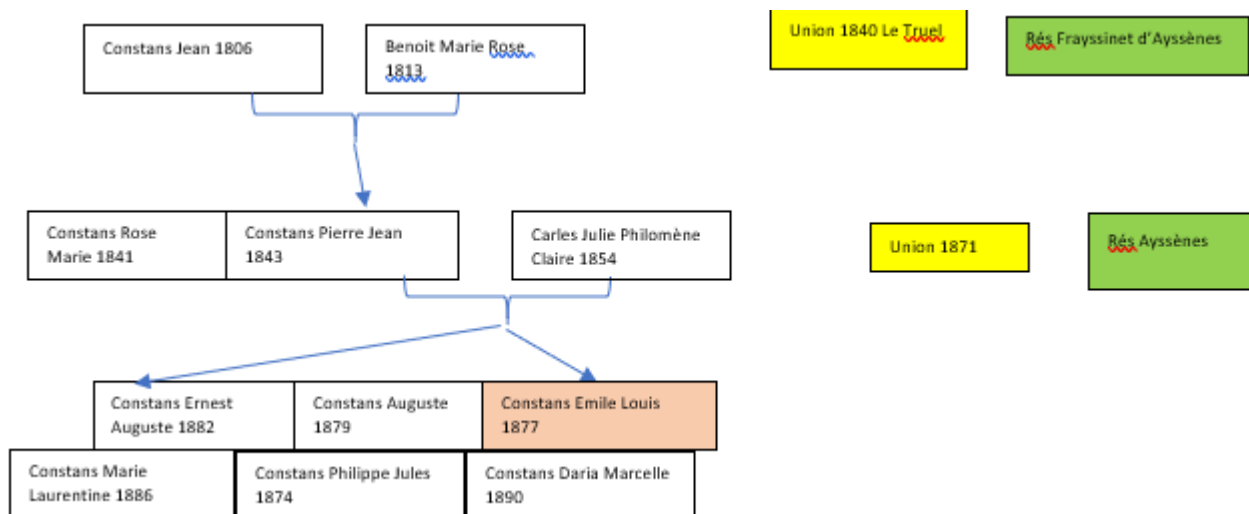 Constans Jean 1806
Benoit Marie Rose
1813
Union 1840 Le Truel
Rés Frayssinet d'Ayssènes
Constans Rose
Marie 1841
Constans Pierre Jean
1843
Carles Julie Philomène
Claire 1854
Union 1871
Rés Ayssènes
Constans Ernest
Auguste 1882
Constans Auguste
1879
Constans Emile Louis
1877
Constans Marie
Laurentine 1886
Constans Philippe Jules
1874
Constans Daria Marcelle
1890